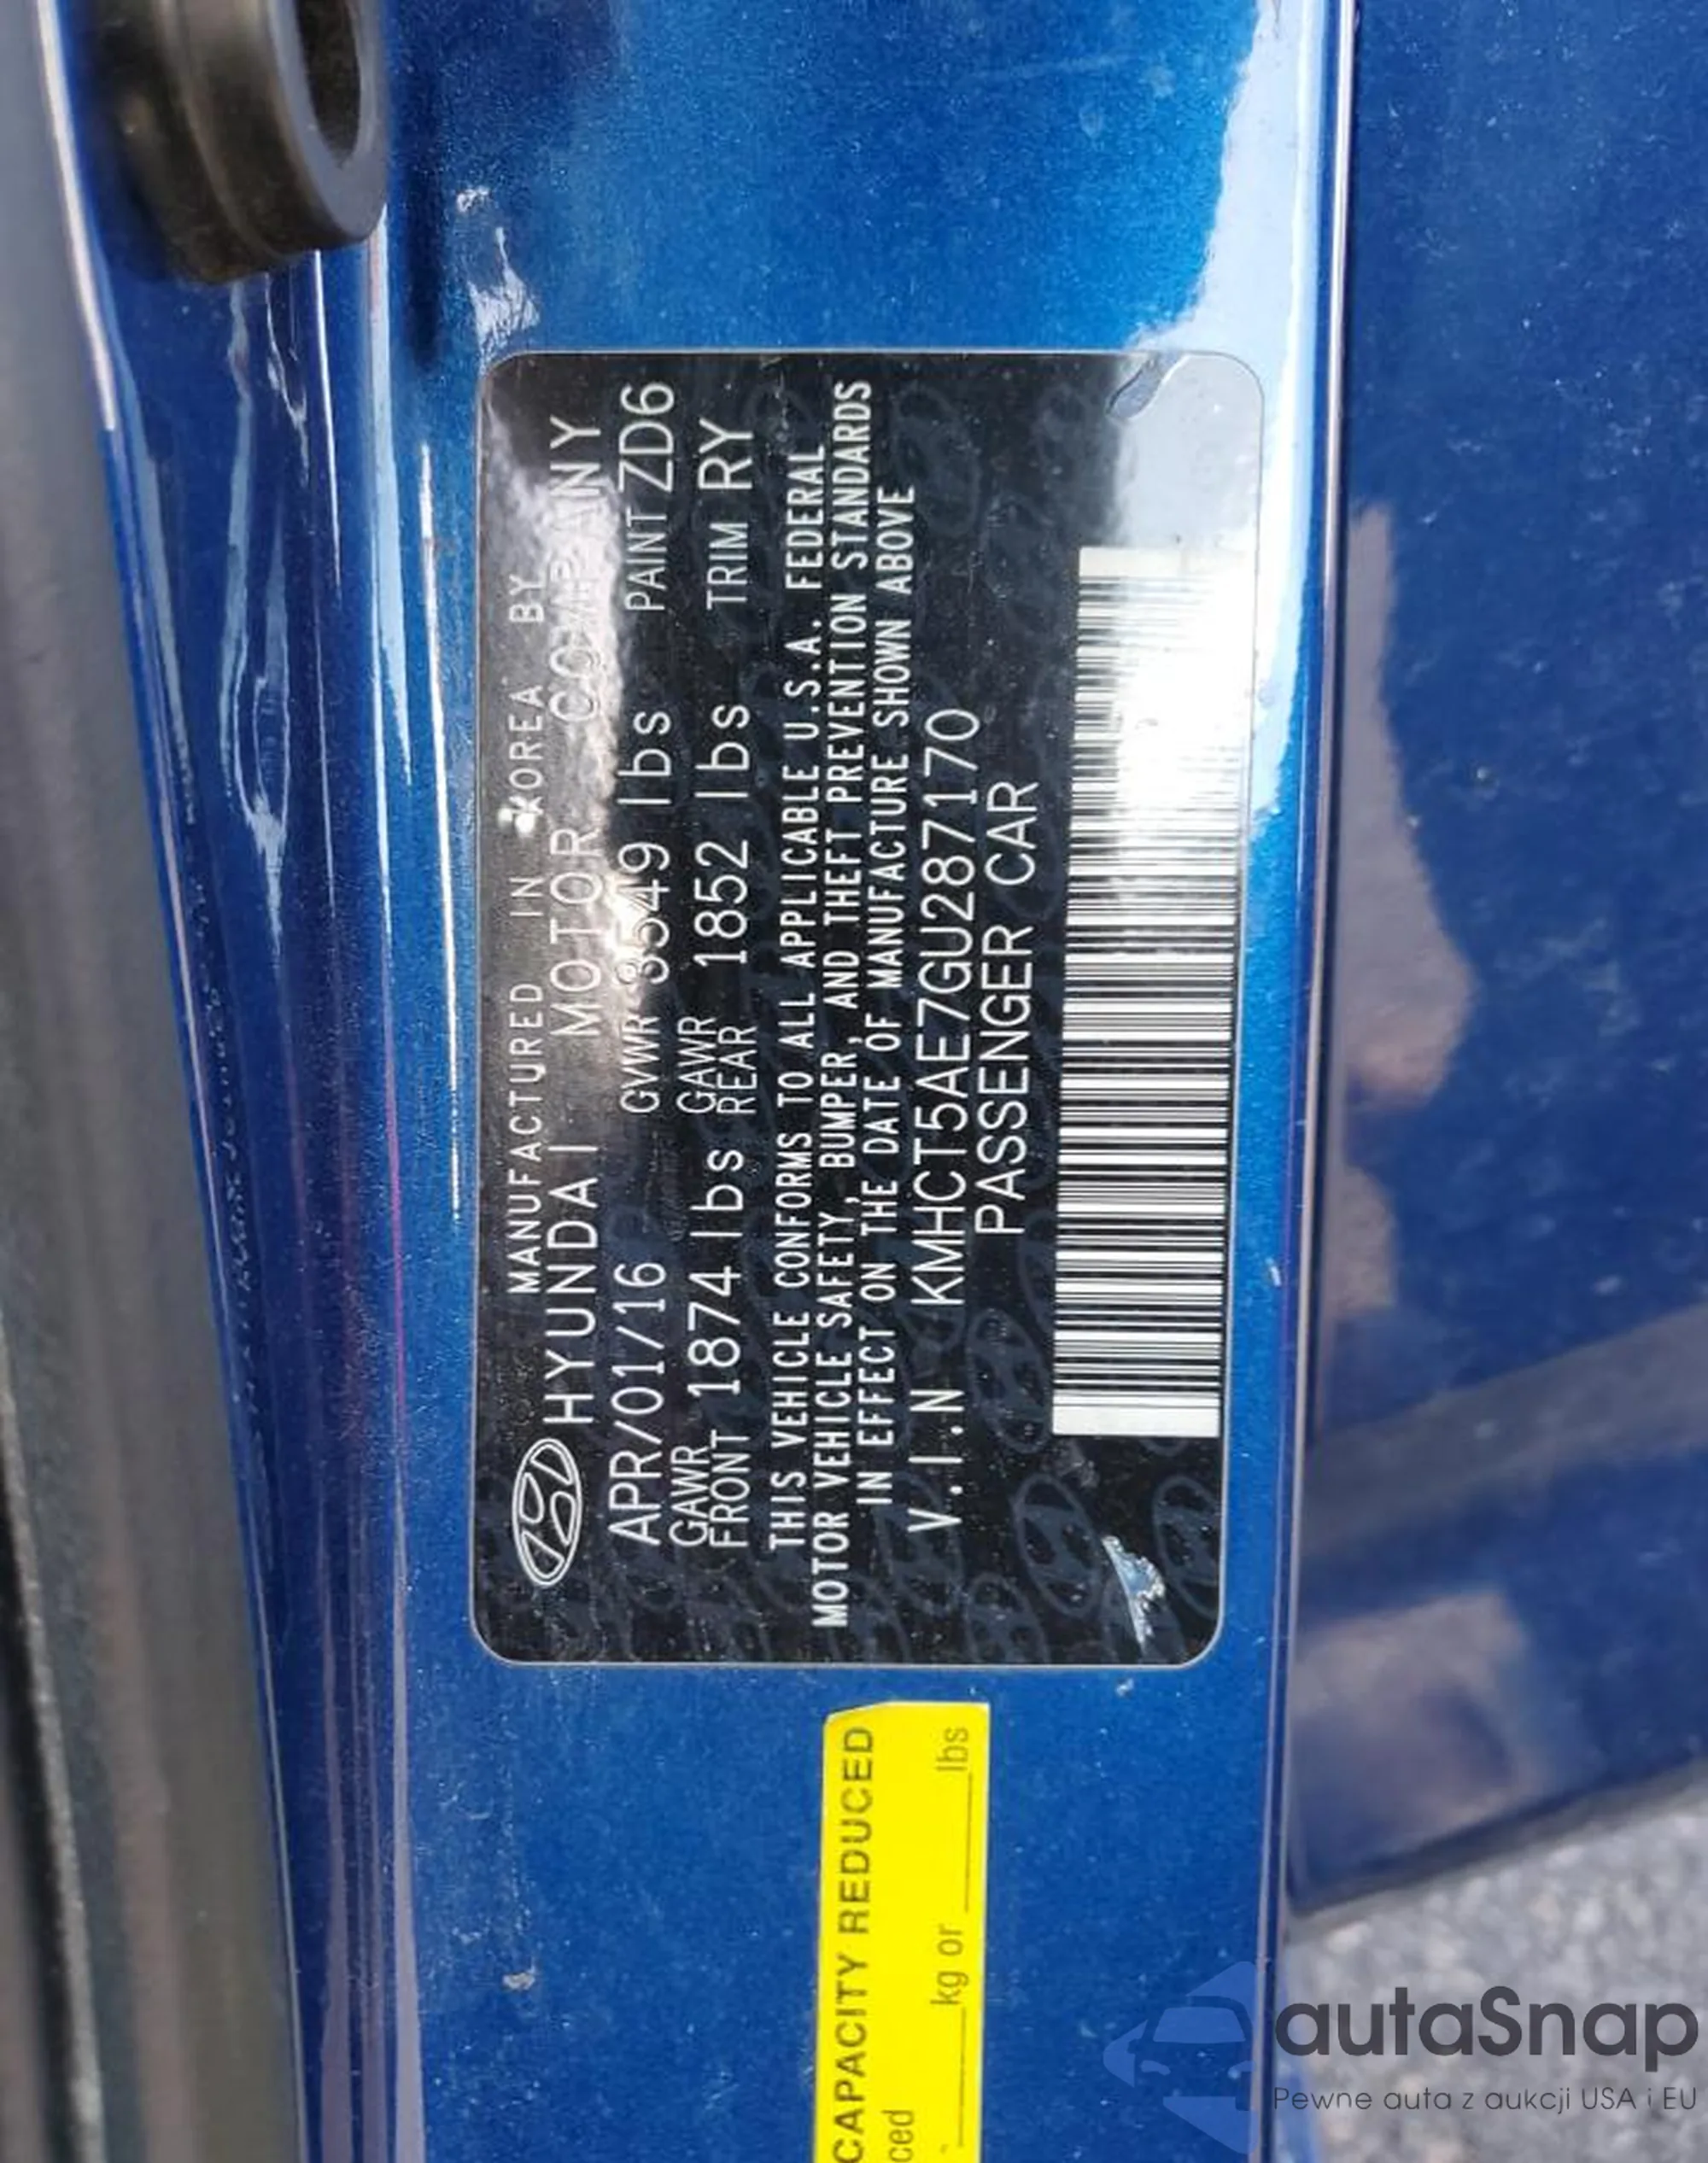 MANUFACTURED IN KOREA BY
HYUNDAI MOTOR COMPANY
APR/01/16 GVWR 3549 lbs PAINT ZD6
GAWR FRONT 1874 lbs GAWR REAR 1852 lbs TRIM RY
THIS VEHICLE CONFORMS TO ALL APPLICABLE U.S.A. FEDERAL
MOTOR VEHICLE SAFETY, BUMPER, AND THEFT PREVENTION STANDARDS
IN EFFECT ON THE DATE OF MANUFACTURE SHOWN ABOVE
V.I.N KMHCT5AE7GU287170
PASSENGER CAR
CAPACITY REDUCED
ced
kg or lbs
autaSnap
Pewne auta z aukcji USA i EU